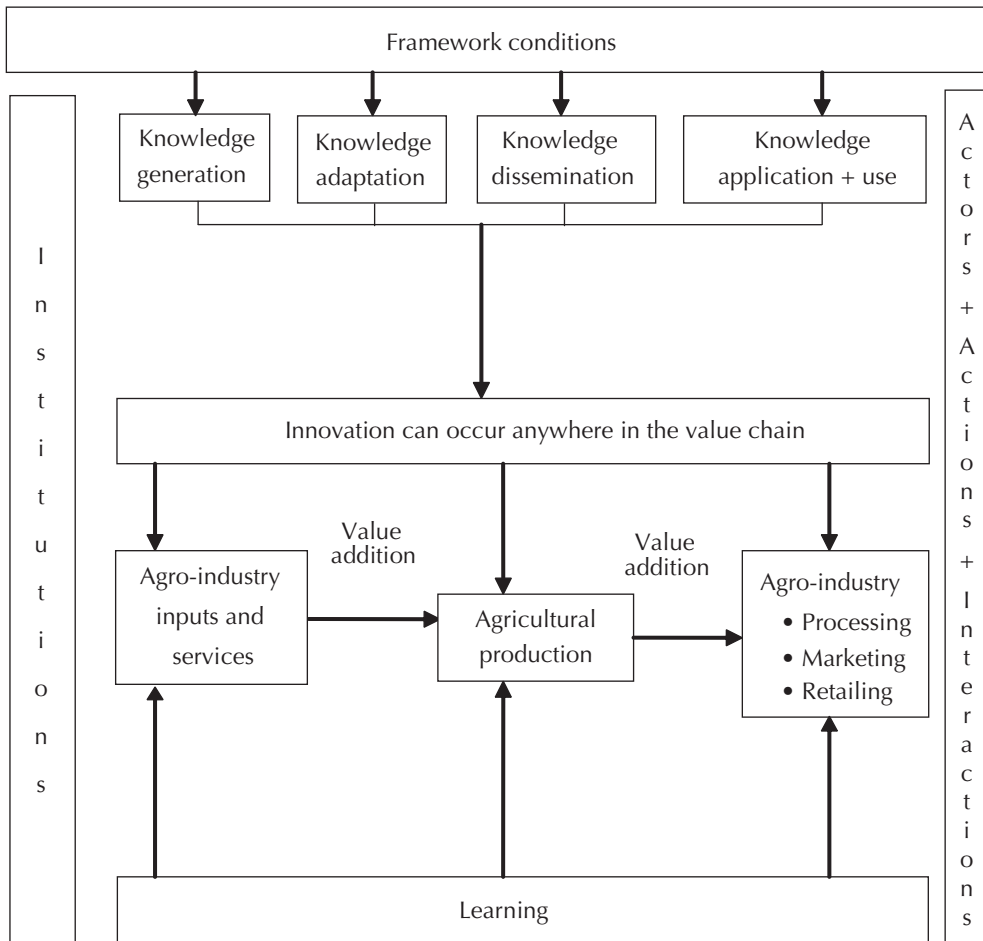 Framework conditions
Knowledge
generation
Knowledge
adaptation
Knowledge
dissemination
Knowledge
application + use
Institutions
Actors + Actions + Interactions
Innovation can occur anywhere in the value chain
Value
addition
Value
addition
Agro-industry
inputs and
services
Agricultural
production
Agro-industry
• Processing
• Marketing
• Retailing
Learning